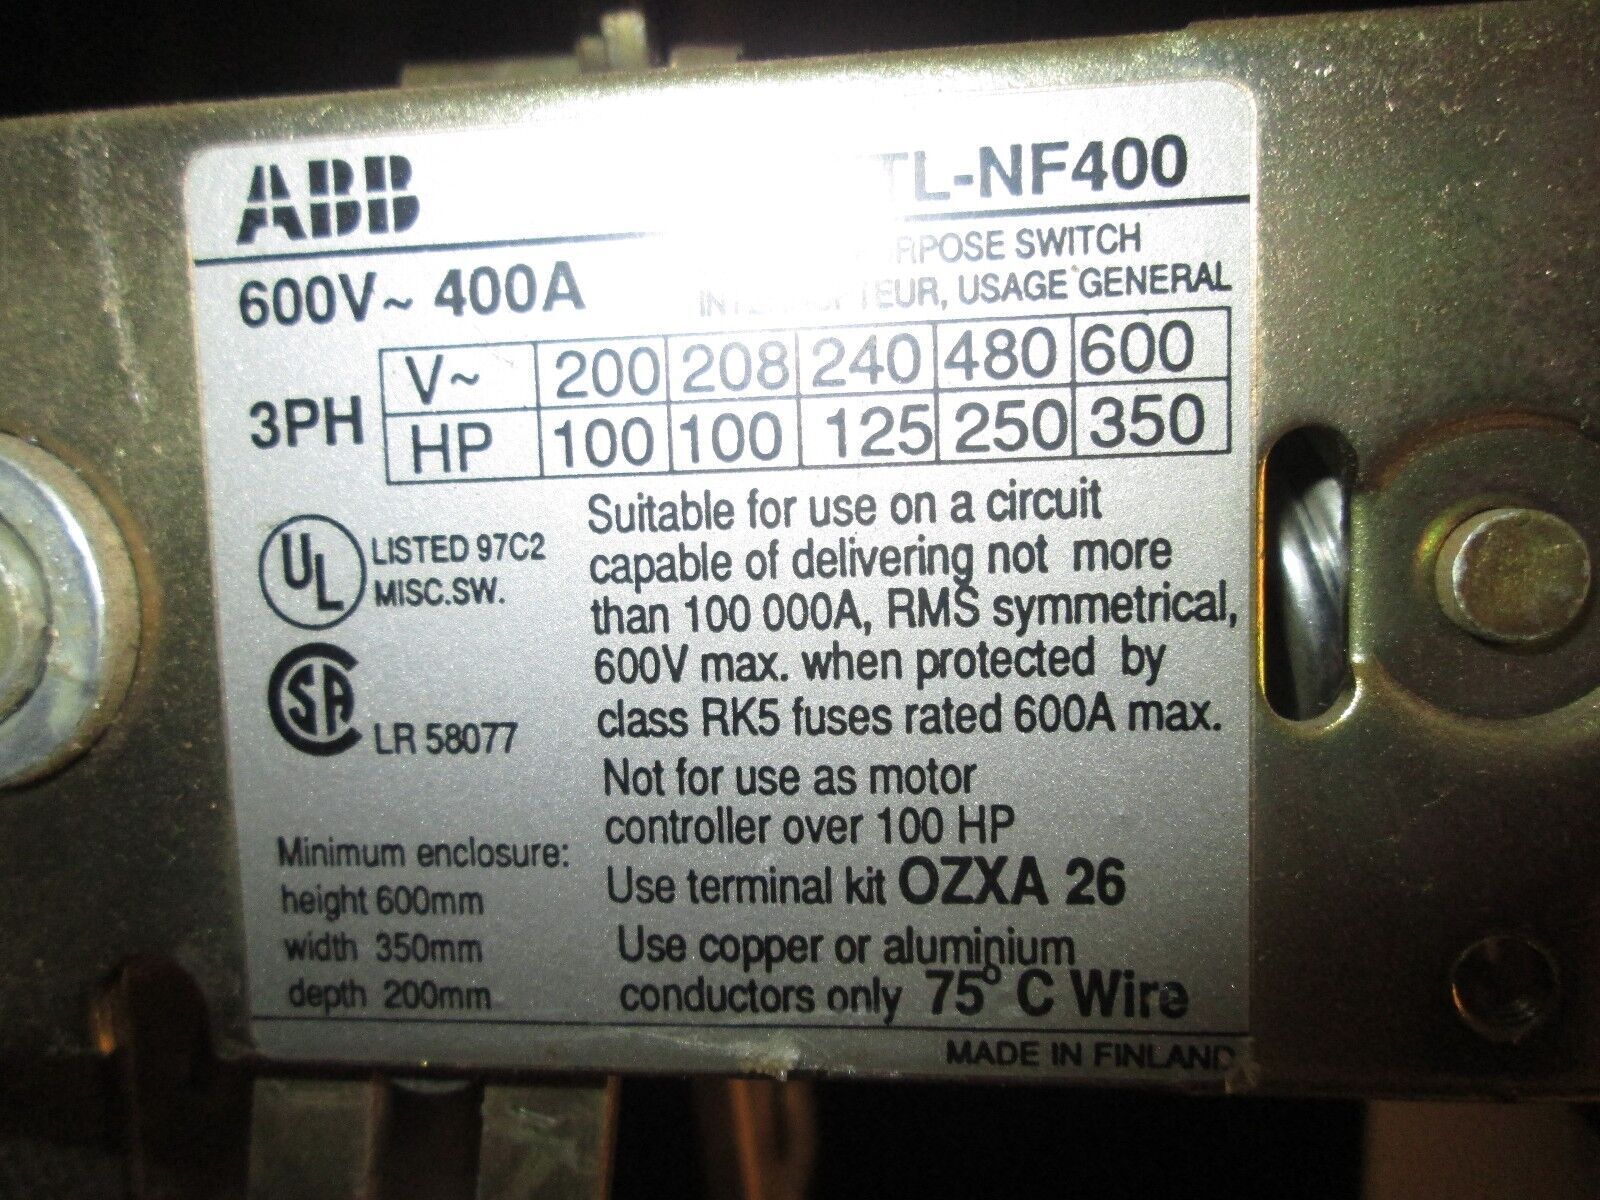 ABB
TL-NF400
600V~ 400A
SWITCH
USAGE GENERAL
3PH
V~ 200 208 240 480 600
HP 100 100 125 250 350
UL LISTED 97C2
MISC.SW.
SA LR 58077
Minimum enclosure:
height 600mm
width 350mm
depth 200mm
Suitable for use on a circuit
capable of delivering not more
than 100 000A, RMS symmetrical,
600V max. when protected by
class RK5 fuses rated 600A max.
Not for use as motor
controller over 100 HP
Use terminal kit OZXA 26
Use copper or aluminium
conductors only 75° C Wire
MADE IN FINLAND